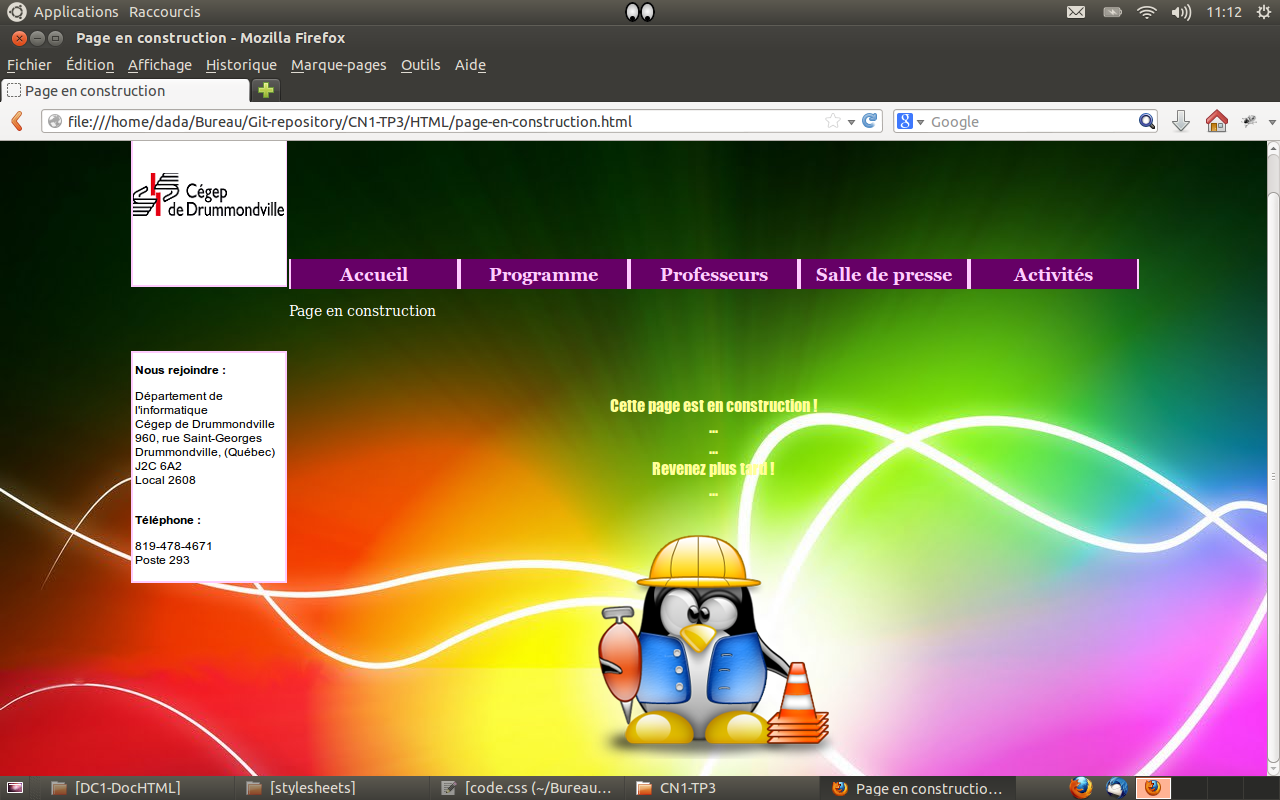 Applications Raccourcis 11:12
Page en construction - Mozilla Firefox
Fichier Édition Affichage Historique Marque-pages Outils Aide
Page en construction
file:///home/dada/Bureau/Git-repository/CN1-TP3/HTML/page-en-construction.html
Google
Cégep
de Drummondville
Accueil Programme Professeurs Salle de presse Activités
Page en construction
Nous rejoindre :
Département de
l'informatique
Cégep de Drummondville
960, rue Saint-Georges
Drummondville, (Québec)
J2C 6A2
Local 2608
Téléphone :
819-478-4671
Poste 293
Cette page est en construction !
...
...
Revenez plus tard !
...
[DC1-DocHTML] [stylesheets] [code.css (~/Bureau... CN1-TP3 Page en constructio...